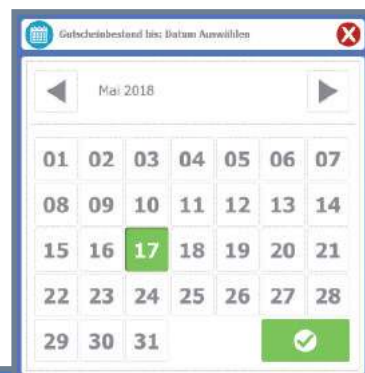 Gutscheinbestand bis: Datum Auswählen
Mai 2018
01 02 03 04 05 06 07
08 09 10 11 12 13 14
15 16 17 18 19 20 21
22 23 24 25 26 27 28
29 30 31